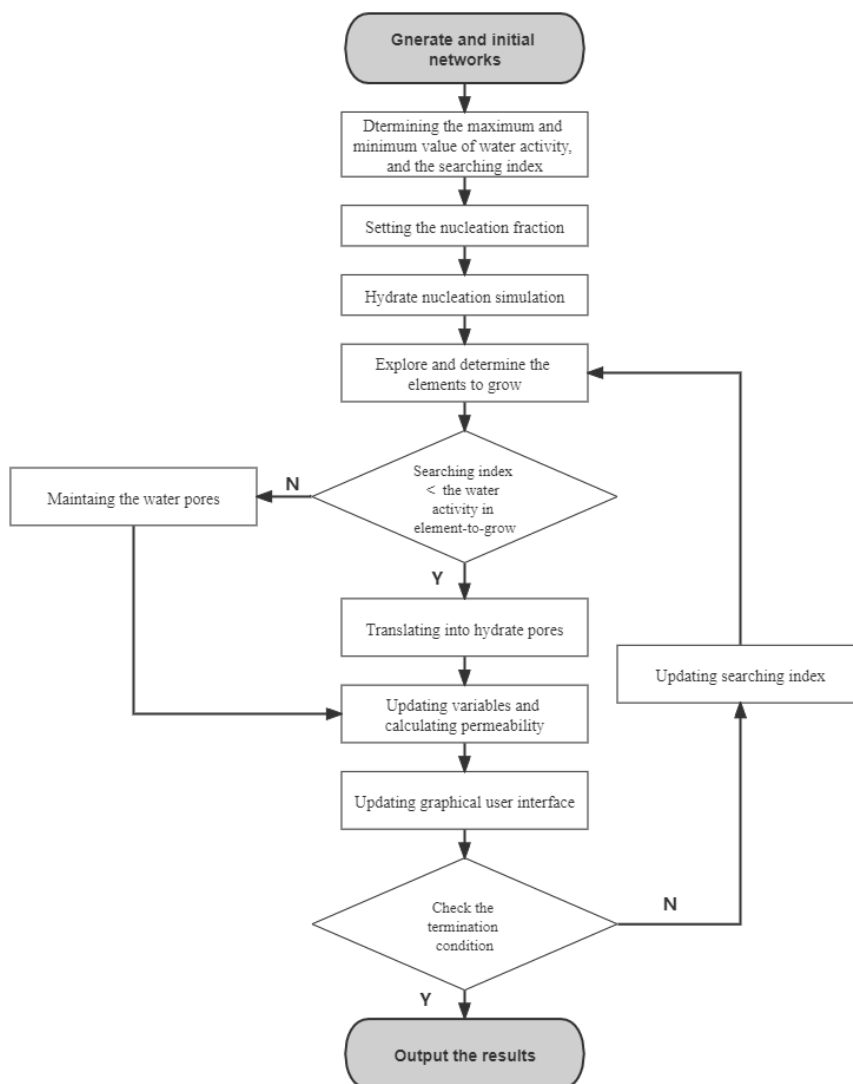 Gnerate and initial
networks
Dtermining the maximum and
minimum value of water activity,
and the searching index
Setting the nucleation fraction
Hydrate nucleation simulation
Explore and determine the
elements to grow
Searching index
< the water
activity in
element-to-grow
N
Maintaing the water pores
Y
Translating into hydrate pores
Updating searching index
Updating variables and
calculating permeability
Updating graphical user interface
Check the
termination
condition
N
Y
Output the results